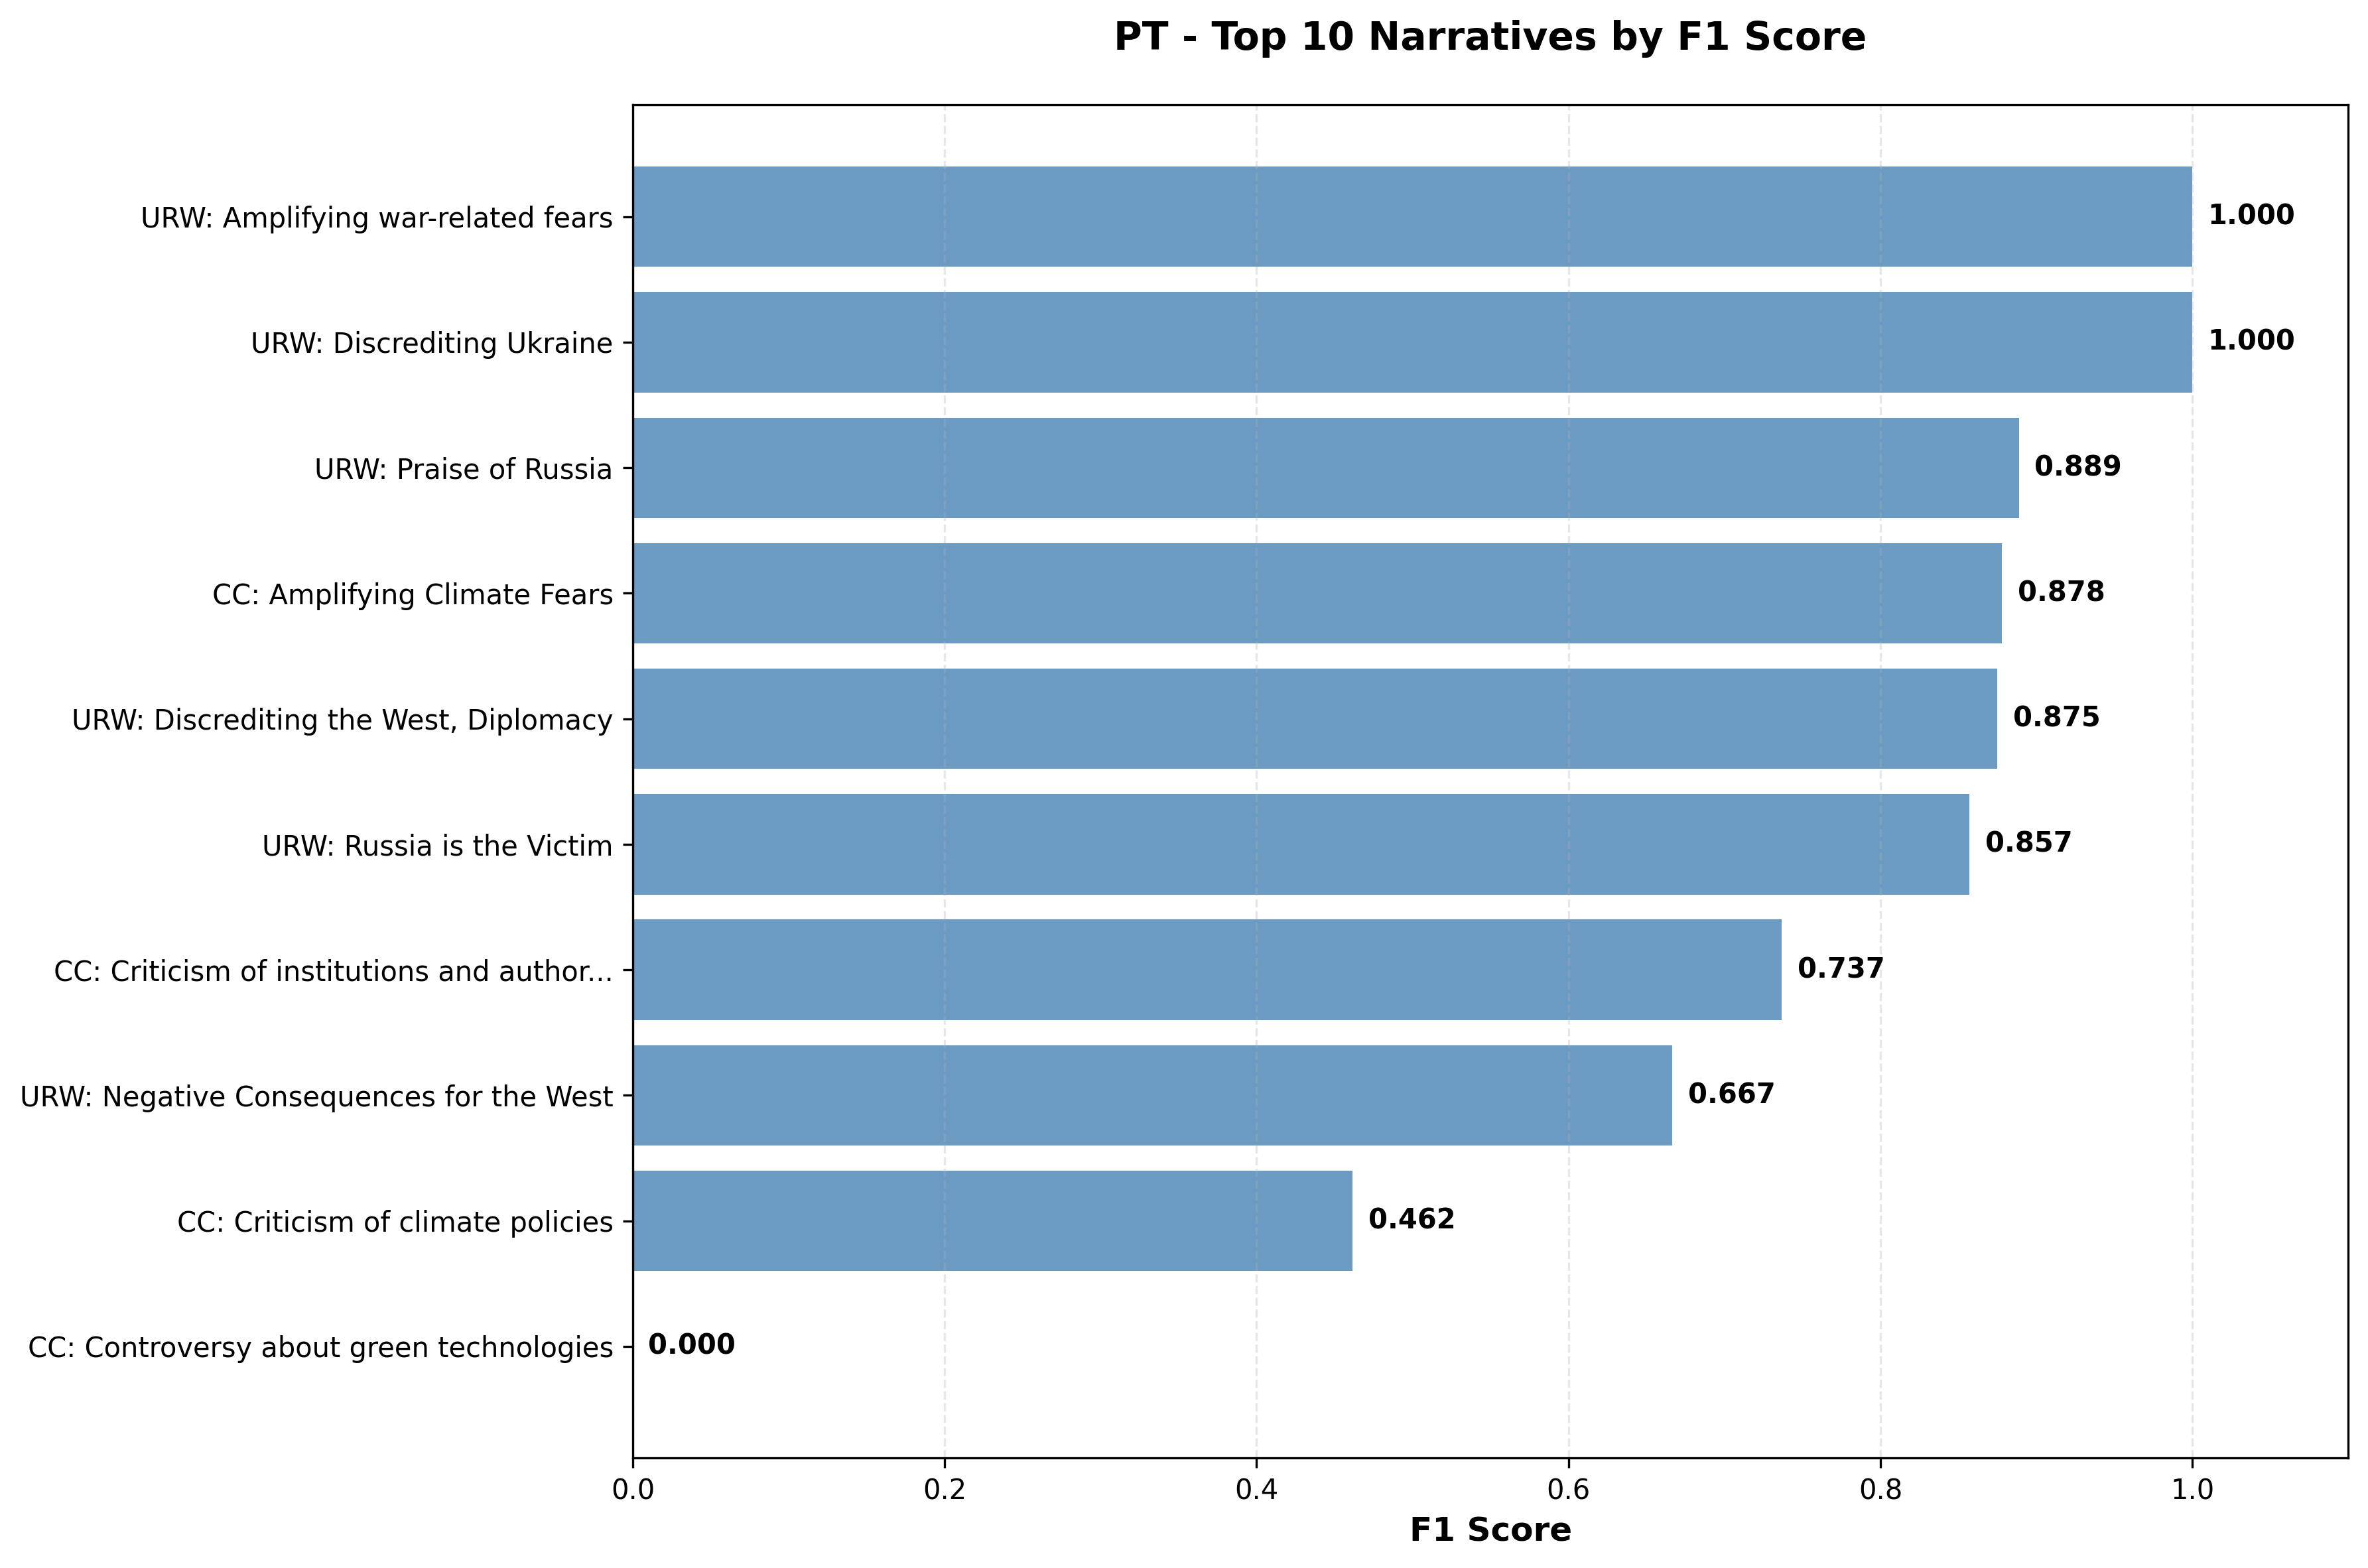 PT - Top 10 Narratives by F1 Score
URW: Amplifying war-related fears 1.000
URW: Discrediting Ukraine 1.000
URW: Praise of Russia 0.889
CC: Amplifying Climate Fears 0.878
URW: Discrediting the West, Diplomacy 0.875
URW: Russia is the Victim 0.857
CC: Criticism of institutions and author... 0.737
URW: Negative Consequences for the West 0.667
CC: Criticism of climate policies 0.462
CC: Controversy about green technologies 0.000
0.0 0.2 0.4 0.6 0.8 1.0
F1 Score